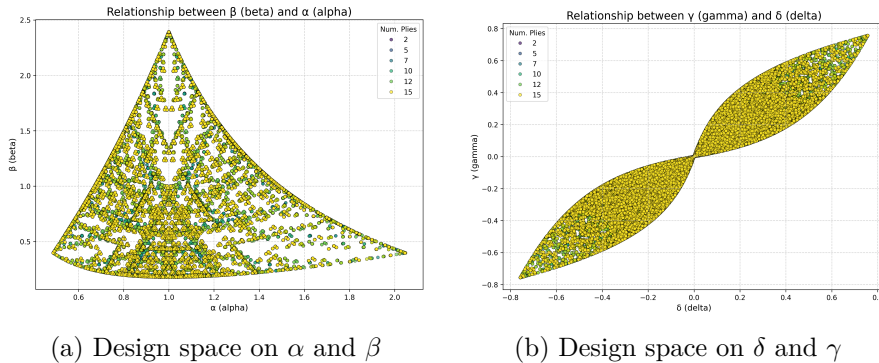 Relationship between β (beta) and α (alpha)
2.5
2.0
1.5
1.0
0.5
β (beta)
0.6 0.8 1.0 1.2 1.4 1.6 1.8 2.0
α (alpha)
Num. Plies
2
5
7
10
12
15
(a) Design space on α and β
Relationship between γ (gamma) and δ (delta)
0.8
0.6
0.4
0.2
0.0
−0.2
−0.4
−0.6
−0.8
γ (gamma)
−0.8 −0.6 −0.4 −0.2 0.0 0.2 0.4 0.6 0.8
δ (delta)
Num. Plies
2
5
7
10
12
15
(b) Design space on δ and γ